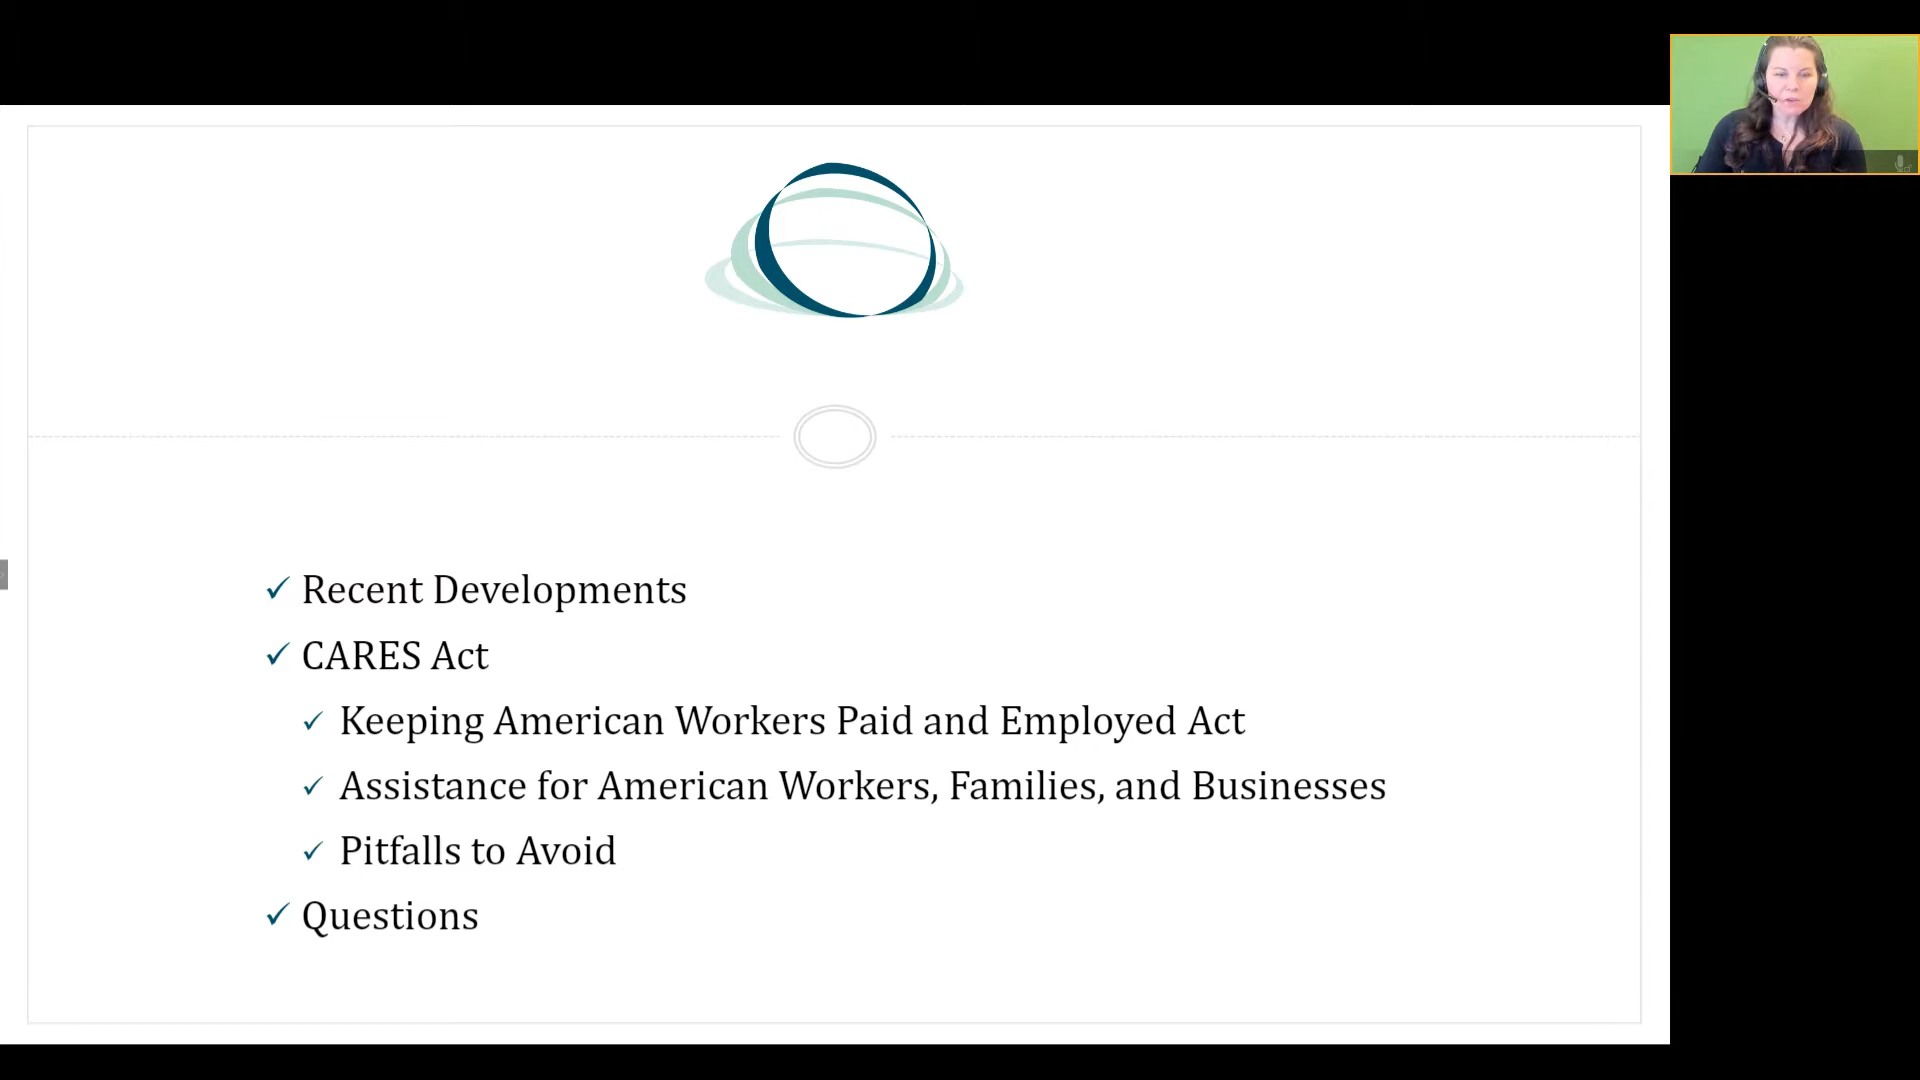 Recent Developments
CARES Act
Keeping American Workers Paid and Employed Act
Assistance for American Workers, Families, and Businesses
Pitfalls to Avoid
Questions